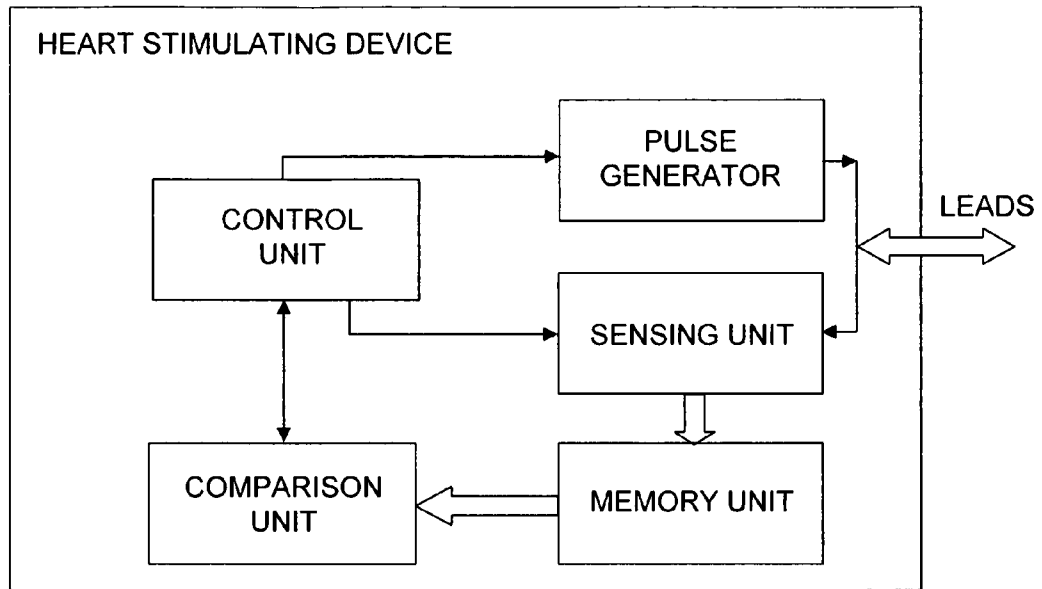 HEART STIMULATING DEVICE
PULSE
GENERATOR
CONTROL
UNIT
LEADS
SENSING UNIT
COMPARISON
UNIT
MEMORY UNIT